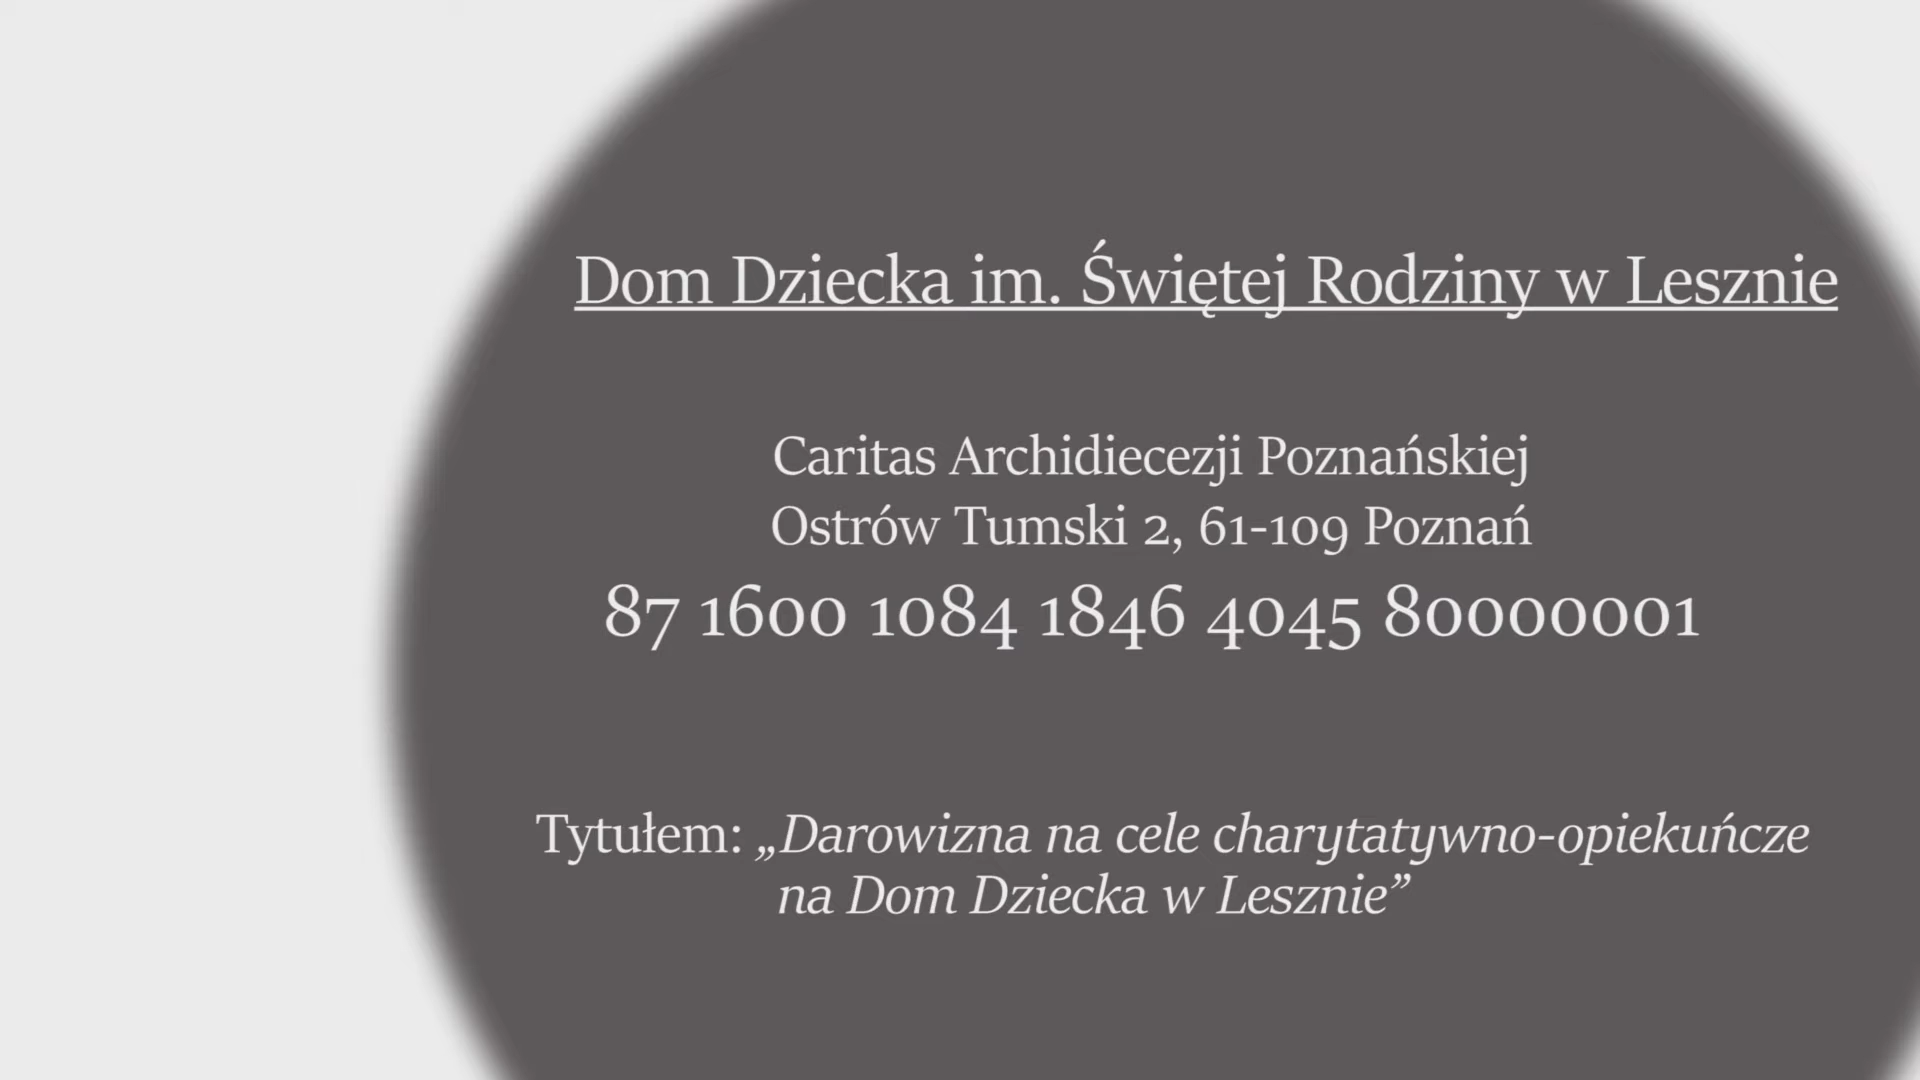 Dom Dziecka im. Świętej Rodziny w Lesznie
Caritas Archidiecezji Poznańskiej
Ostrów Tumski 2, 61-109 Poznań
87 1600 1084 1846 4045 80000001
Tytułem: „Darowizna na cele charytatywno-opiekuńcze
na Dom Dziecka w Lesznie”